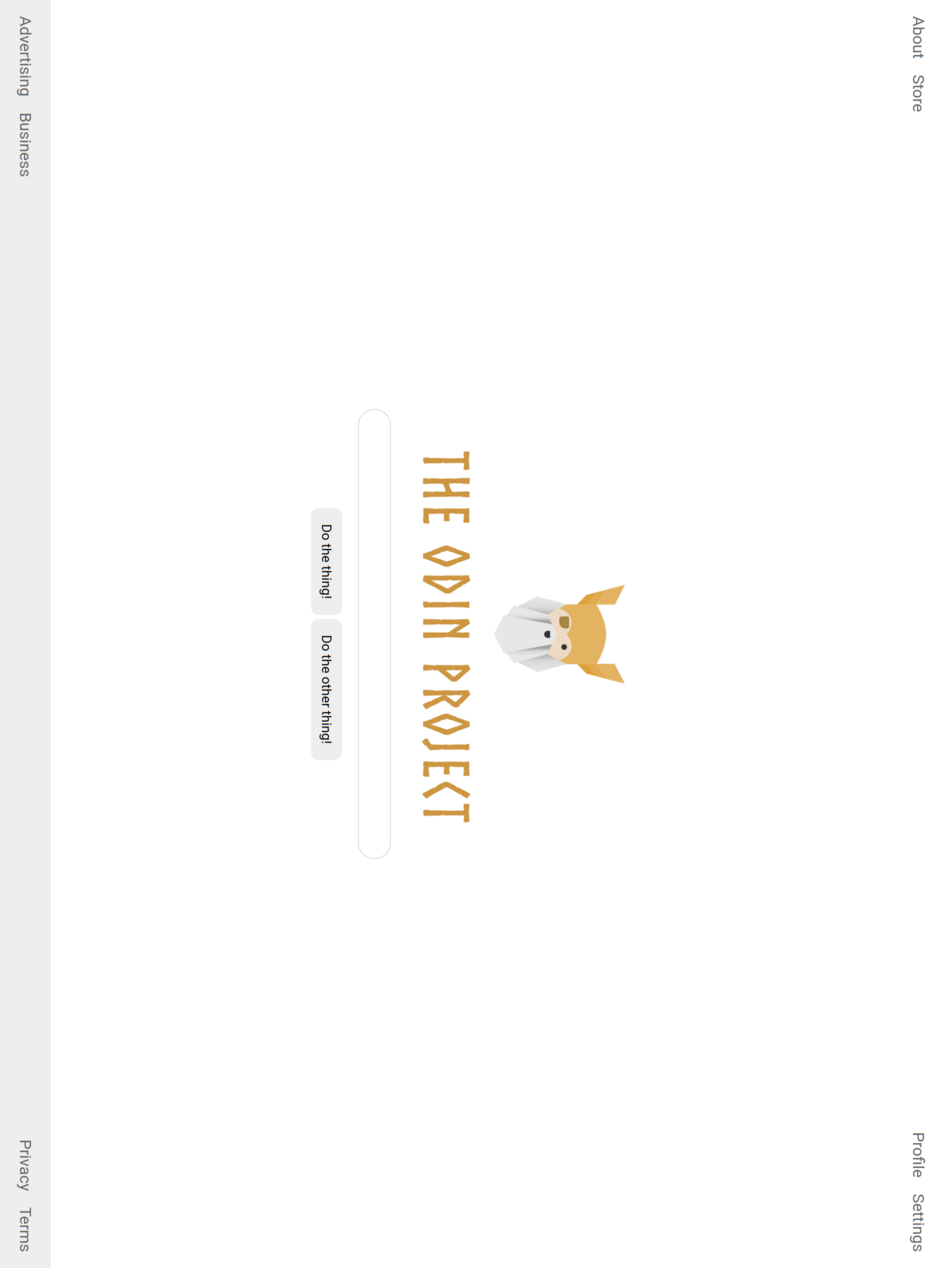 About Store Profile Settings
THE ODIN PROJECT
Do the thing! Do the other thing!
Advertising Business Privacy Terms